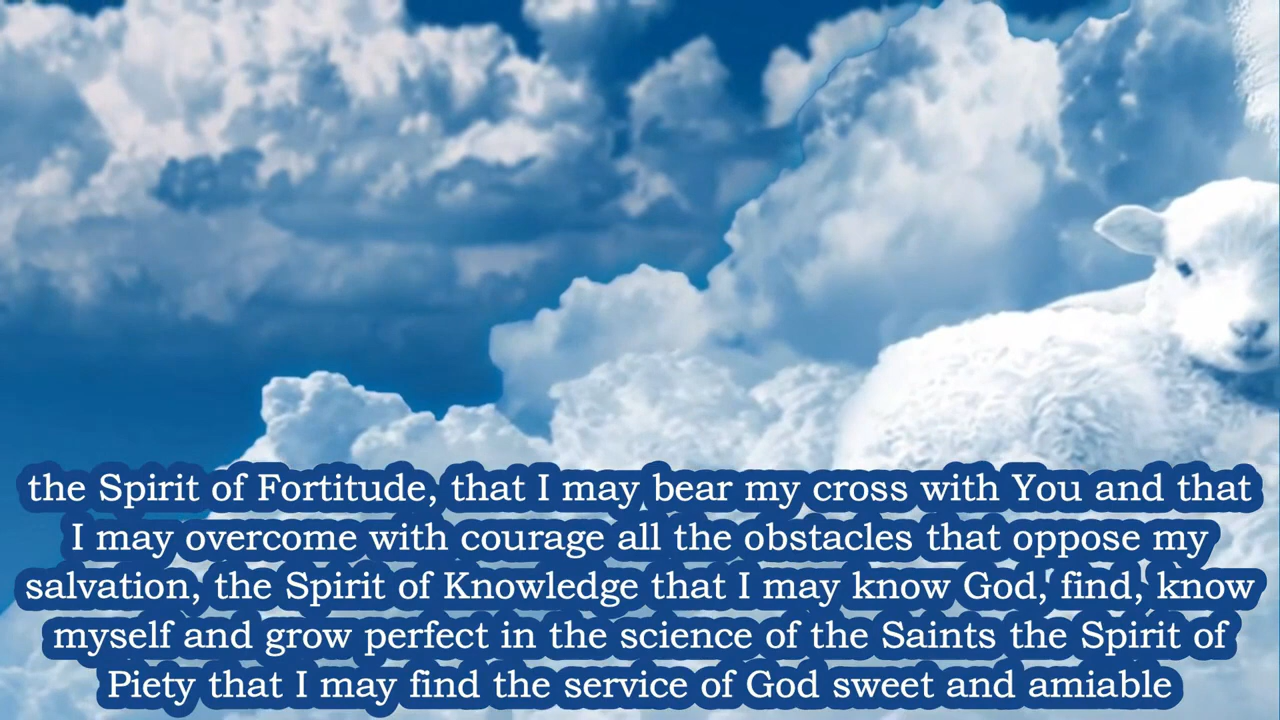 the Spirit of Fortitude, that I may bear my cross with You and that
I may overcome with courage all the obstacles that oppose my
salvation, the Spirit of Knowledge that I may know God, find, know
myself and grow perfect in the science of the Saints the Spirit of
Piety that I may find the service of God sweet and amiable